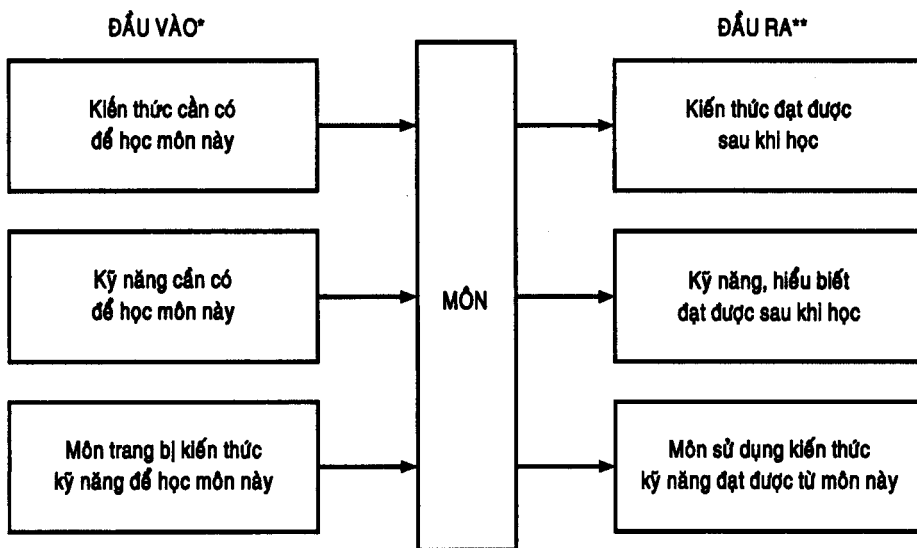 ĐẦU VÀO*
ĐẦU RA**
Kiến thức cần có
để học môn này
Kiến thức đạt được
sau khi học
Kỹ năng cần có
để học môn này
MÔN
Kỹ năng, hiểu biết
đạt được sau khi học
Môn trang bị kiến thức
kỹ năng để học môn này
Môn sử dụng kiến thức
kỹ năng đạt được từ môn này